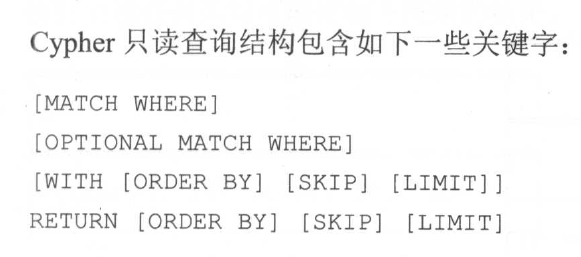 Cypher 只读查询结构包含如下一些关键字：
[MATCH WHERE]
[OPTIONAL MATCH WHERE]
[WITH [ORDER BY] [SKIP] [LIMIT]]
RETURN [ORDER BY] [SKIP] [LIMIT]